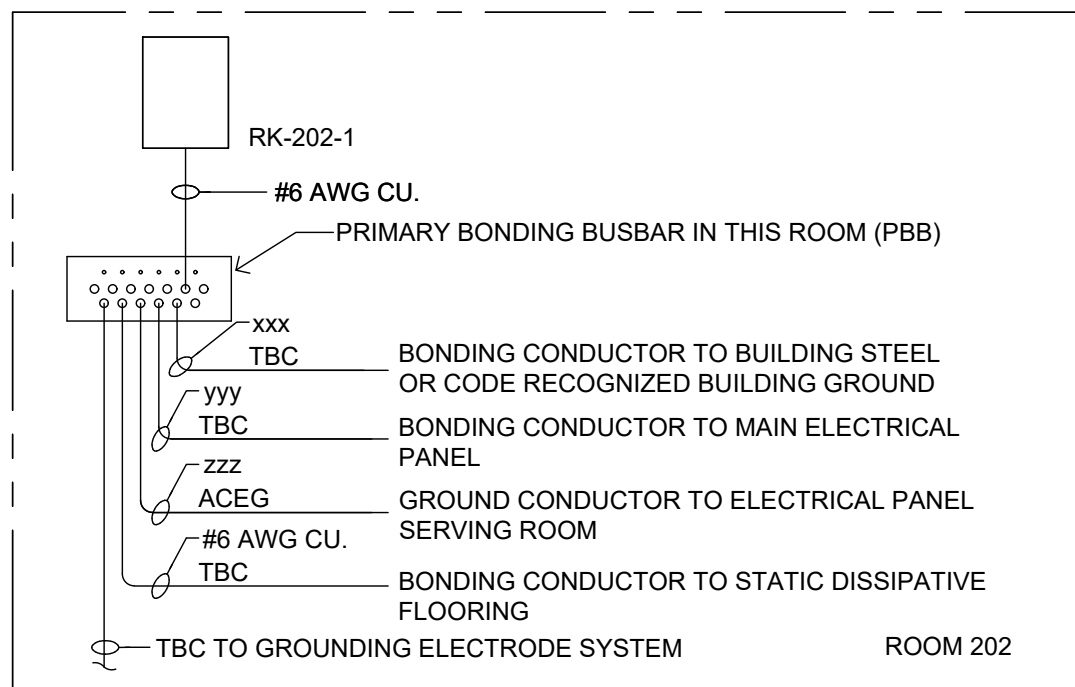 RK-202-1
#6 AWG CU.
PRIMARY BONDING BUSBAR IN THIS ROOM (PBB)
xxx
TBC
BONDING CONDUCTOR TO BUILDING STEEL
OR CODE RECOGNIZED BUILDING GROUND
yyy
TBC
BONDING CONDUCTOR TO MAIN ELECTRICAL
PANEL
zzz
ACEG
GROUND CONDUCTOR TO ELECTRICAL PANEL
SERVING ROOM
#6 AWG CU.
TBC
BONDING CONDUCTOR TO STATIC DISSIPATIVE
FLOORING
TBC TO GROUNDING ELECTRODE SYSTEM
ROOM 202